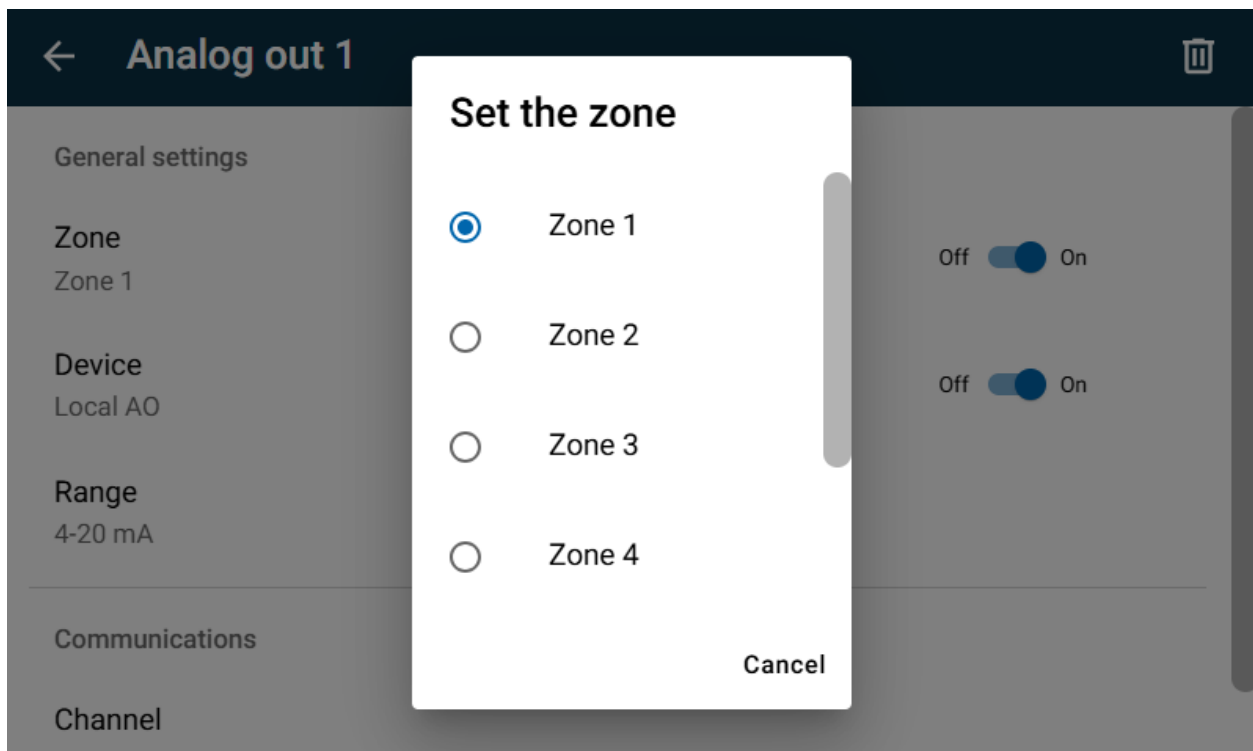 Analog out 1
Set the zone
Zone 1
Zone 2
Zone 3
Zone 4
Cancel
General settings
Zone
Zone 1
Off On
Device
Local AO
Off On
Range
4-20 mA
Communications
Channel